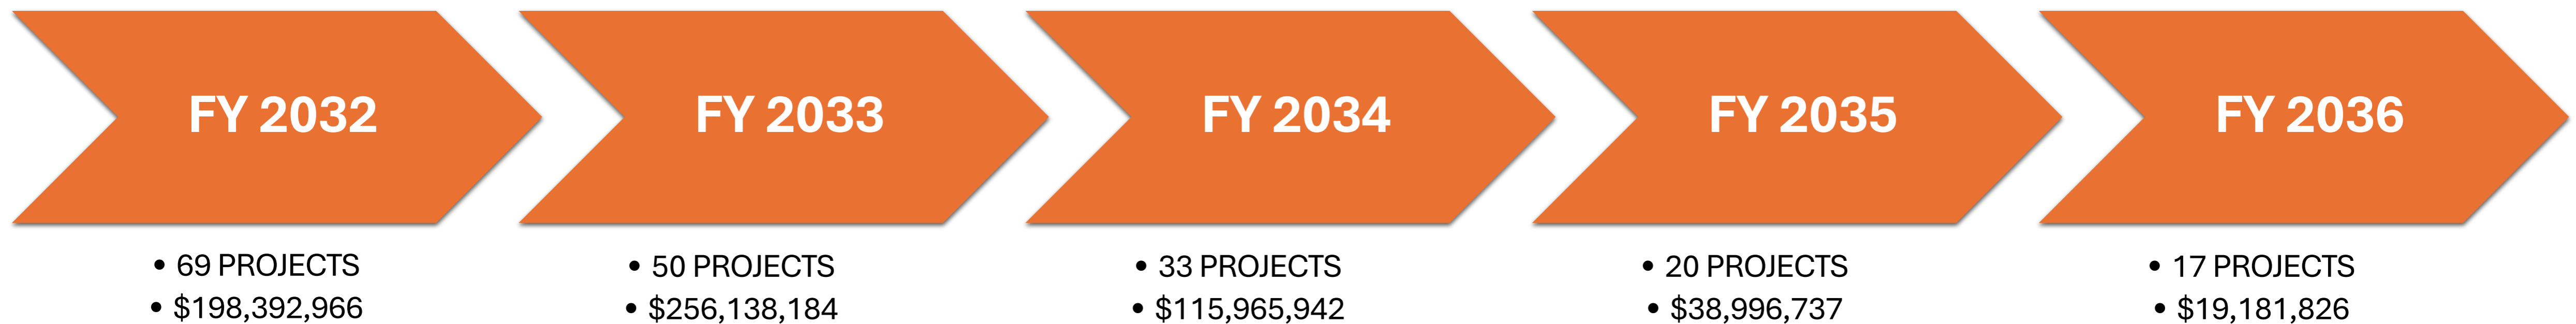 FY 2032
FY 2033
FY 2034
FY 2035
FY 2036
• 69 PROJECTS
• $198,392,966
• 50 PROJECTS
• $256,138,184
• 33 PROJECTS
• $115,965,942
• 20 PROJECTS
• $38,996,737
• 17 PROJECTS
• $19,181,826